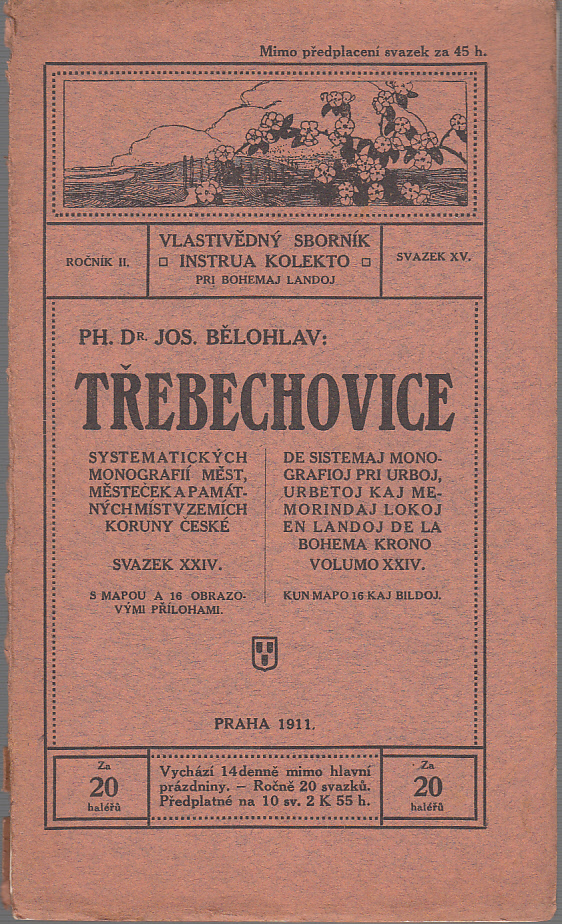 Mimo předplacení svazek za 45 h.
ROČNÍK II.
VLASTIVĚDNÝ SBORNÍK
INSTRUA KOLEKTO
PRI BOHEMAJ LANDOJ
SVAZEK XV.
PH. DR. JOS. BĚLOHLAV:
TŘEBECHOVICE
SYSTEMATICKÝCH
MONOGRAFIÍ MĚST,
MĚSTEČEK A PAMÁT-
NÝCH MÍST V ZEMÍCH
KORUNY ČESKÉ
SVAZEK XXIV.
S MAPOU A 16 OBRAZO-
VÝMI PŘÍLOHAMI.
DE SISTEMAJ MONO-
GRAFIOJ PRI URBOJ,
URBETOJ KAJ ME-
MORINDAJ LOKOJ
EN LANDOJ DE LA
BOHEMA KRONO
VOLUMO XXIV.
KUN MAPO 16 KAJ BILDOJ.
PRAHA 1911.
Za
20
haléřů
Vychází 14denně mimo hlavní
prázdniny. – Ročně 20 svazků.
Předplatné na 10 sv. 2 K 55 h.
Za
20
haléřů